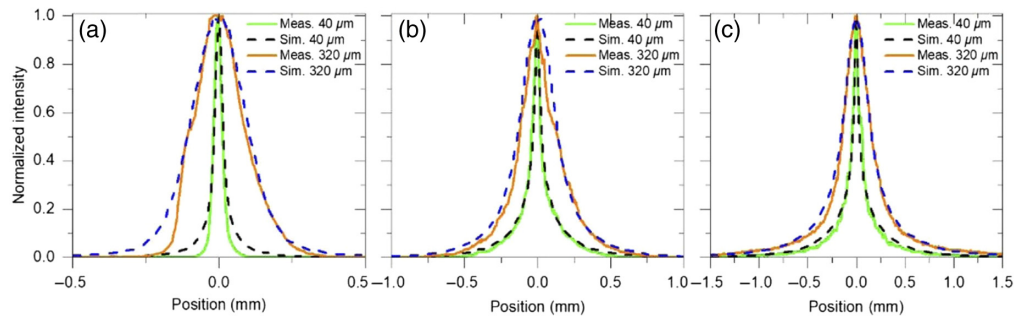 (a)
Meas. 40 μm
Sim. 40 μm
Meas. 320 μm
Sim. 320 μm
(b)
Meas. 40 μm
Sim. 40 μm
Meas. 320 μm
Sim. 320 μm
(c)
Meas. 40 μm
Sim. 40 μm
Meas. 320 μm
Sim. 320 μm
Normalized intensity
1.0
0.8
0.6
0.4
0.2
0.0
−0.5 0.0 0.5
−1.0 −0.5 0.0 0.5 1.0
−1.5 −1.0 −0.5 0.0 0.5 1.0 1.5
Position (mm)
Position (mm)
Position (mm)